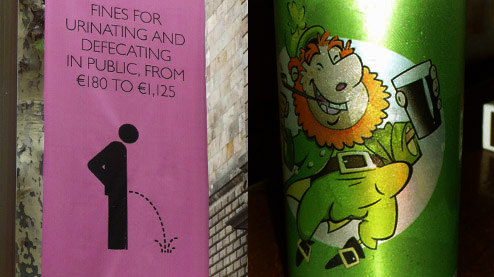 FINES FOR
URINATING AND
DEFECATING
IN PUBLIC, FROM
€180 TO €1,125